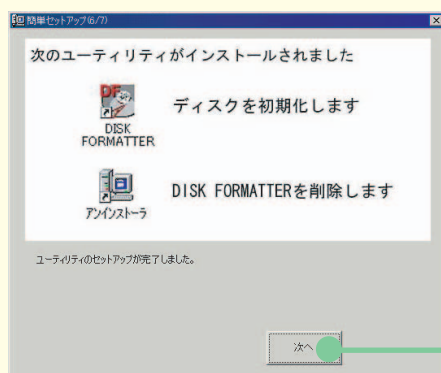 簡単セットアップ(6/7)
次のユーティリティがインストールされました
DF
ディスクを初期化します
DISK
FORMATTER
DISK FORMATTERを削除します
アンインストーラ
ユーティリティのセットアップが完了しました。
次へ